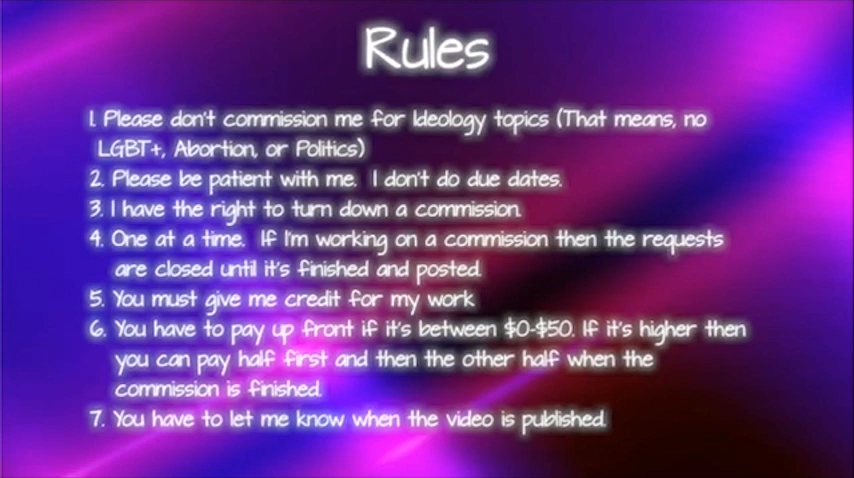 Rules
1. Please don't commission me for Ideology topics (That means, no
LGBT+, Abortion, or Politics)
2. Please be patient with me. I don't do due dates.
3. I have the right to turn down a commission.
4. One at a time. If I'm working on a commission then the requests
are closed until it's finished and posted.
5. You must give me credit for my work
6. You have to pay up front if it's between $0-$50. If it's higher then
you can pay half first and then the other half when the
commission is finished.
7. You have to let me know when the video is published.